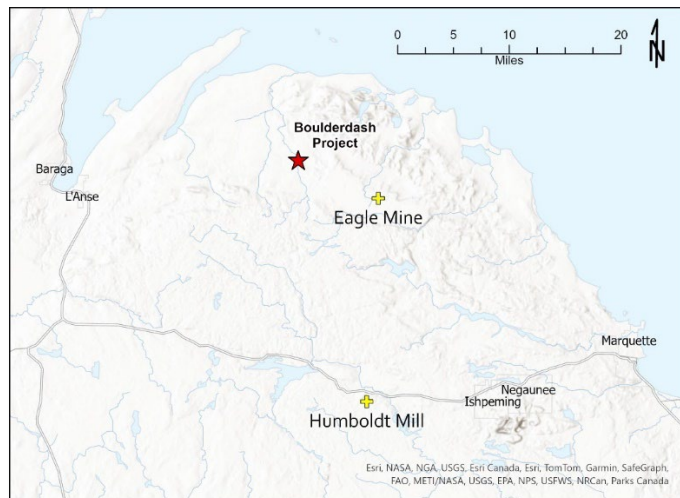 0 5 10 20
Miles
N
Boulderdash
Project
Baraga
L'Anse
Eagle Mine
Marquette
Negaunee
Ishpeming
Humboldt Mill
Esri, NASA, NGA, USGS, Esri Canada, Esri, TomTom, Garmin, SafeGraph,
FAO, METI/NASA, USGS, EPA, NPS, USFWS, NRCan, Parks Canada